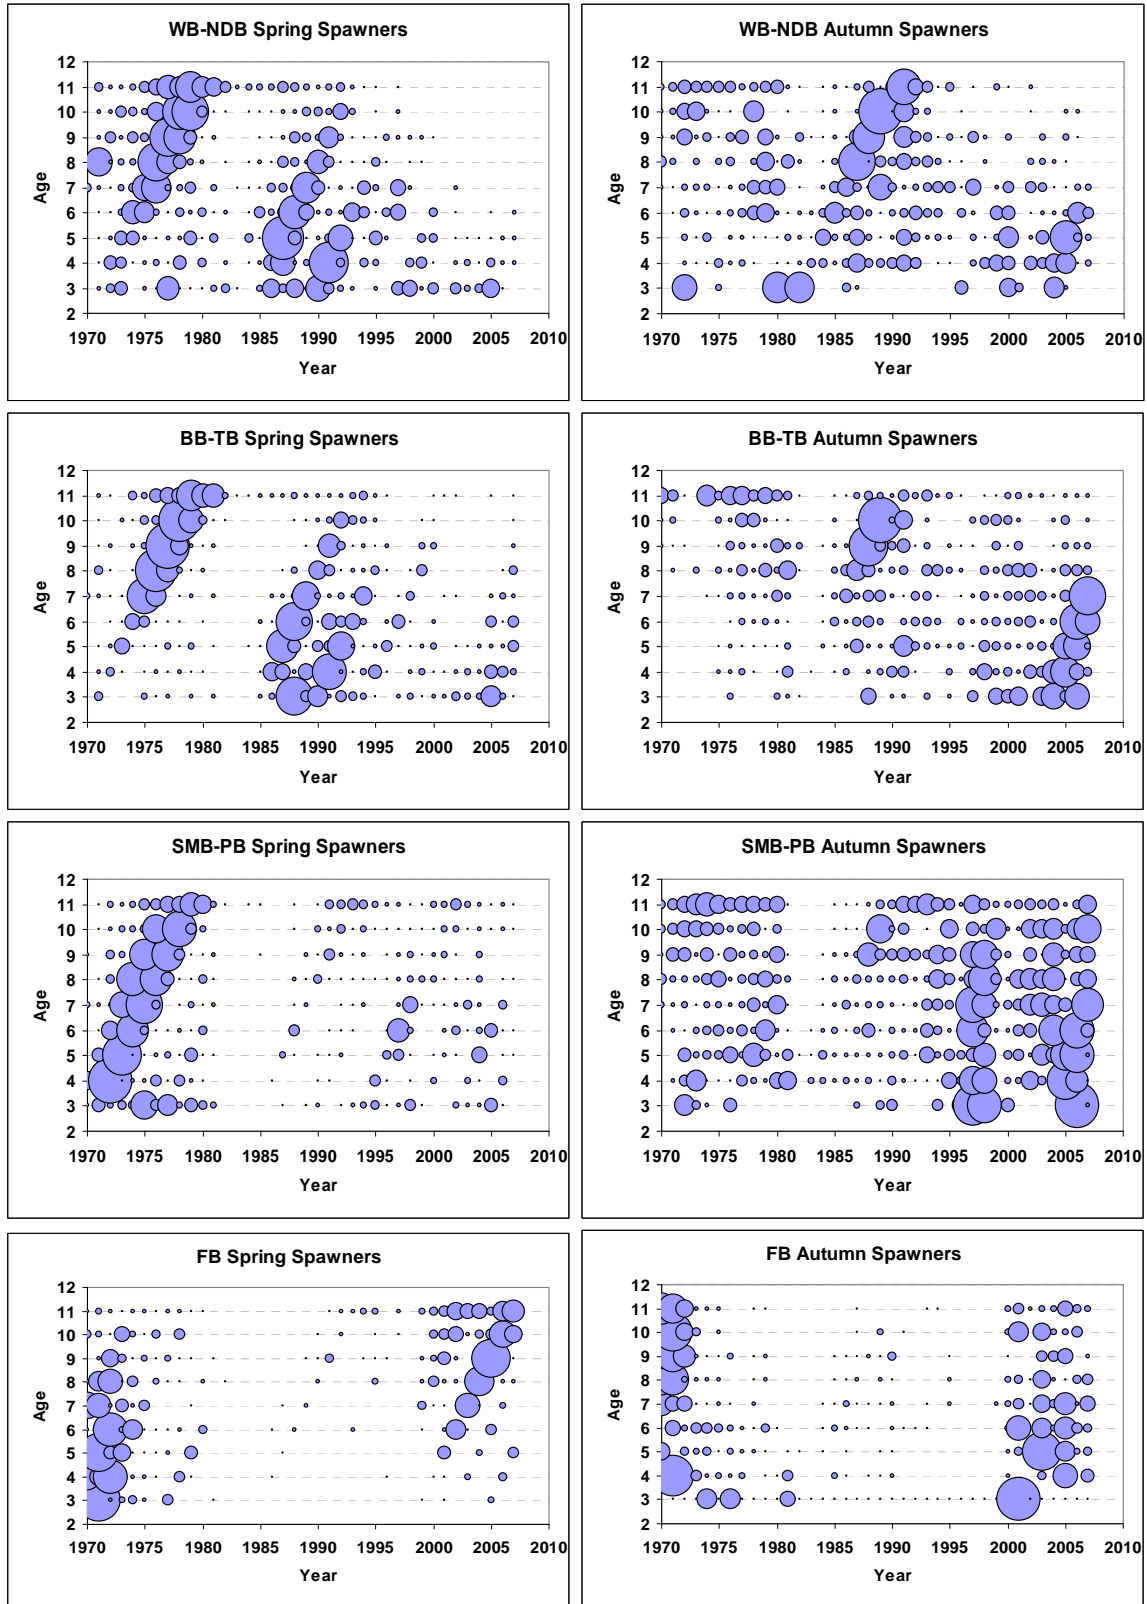 WB-NDB Spring Spawners
12
11
10
9
8
7
6
5
4
3
2
Age
1970 1975 1980 1985 1990 1995 2000 2005 2010
Year
WB-NDB Autumn Spawners
12
11
10
9
8
7
6
5
4
3
2
Age
1970 1975 1980 1985 1990 1995 2000 2005 2010
Year
BB-TB Spring Spawners
12
11
10
9
8
7
6
5
4
3
2
Age
1970 1975 1980 1985 1990 1995 2000 2005 2010
Year
BB-TB Autumn Spawners
12
11
10
9
8
7
6
5
4
3
2
Age
1970 1975 1980 1985 1990 1995 2000 2005 2010
Year
SMB-PB Spring Spawners
12
11
10
9
8
7
6
5
4
3
2
Age
1970 1975 1980 1985 1990 1995 2000 2005 2010
Year
SMB-PB Autumn Spawners
12
11
10
9
8
7
6
5
4
3
2
Age
1970 1975 1980 1985 1990 1995 2000 2005 2010
Year
FB Spring Spawners
12
11
10
9
8
7
6
5
4
3
2
Age
1970 1975 1980 1985 1990 1995 2000 2005 2010
Year
FB Autumn Spawners
12
11
10
9
8
7
6
5
4
3
2
Age
1970 1975 1980 1985 1990 1995 2000 2005 2010
Year